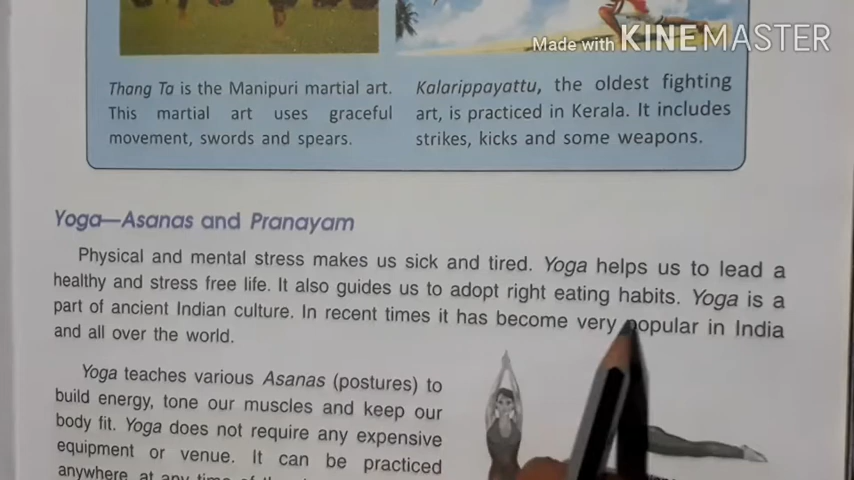 Made with KINEMASTER
Thang Ta is the Manipuri martial art.
This martial art uses graceful
movement, swords and spears.
Kalarippayattu, the oldest fighting
art, is practiced in Kerala. It includes
strikes, kicks and some weapons.
Yoga—Asanas and Pranayam
Physical and mental stress makes us sick and tired. Yoga helps us to lead a
healthy and stress free life. It also guides us to adopt right eating habits. Yoga is a
part of ancient Indian culture. In recent times it has become very popular in India
and all over the world.
Yoga teaches various Asanas (postures) to
build energy, tone our muscles and keep our
body fit. Yoga does not require any expensive
equipment or venue. It can be practiced
anywhere, at any time of the